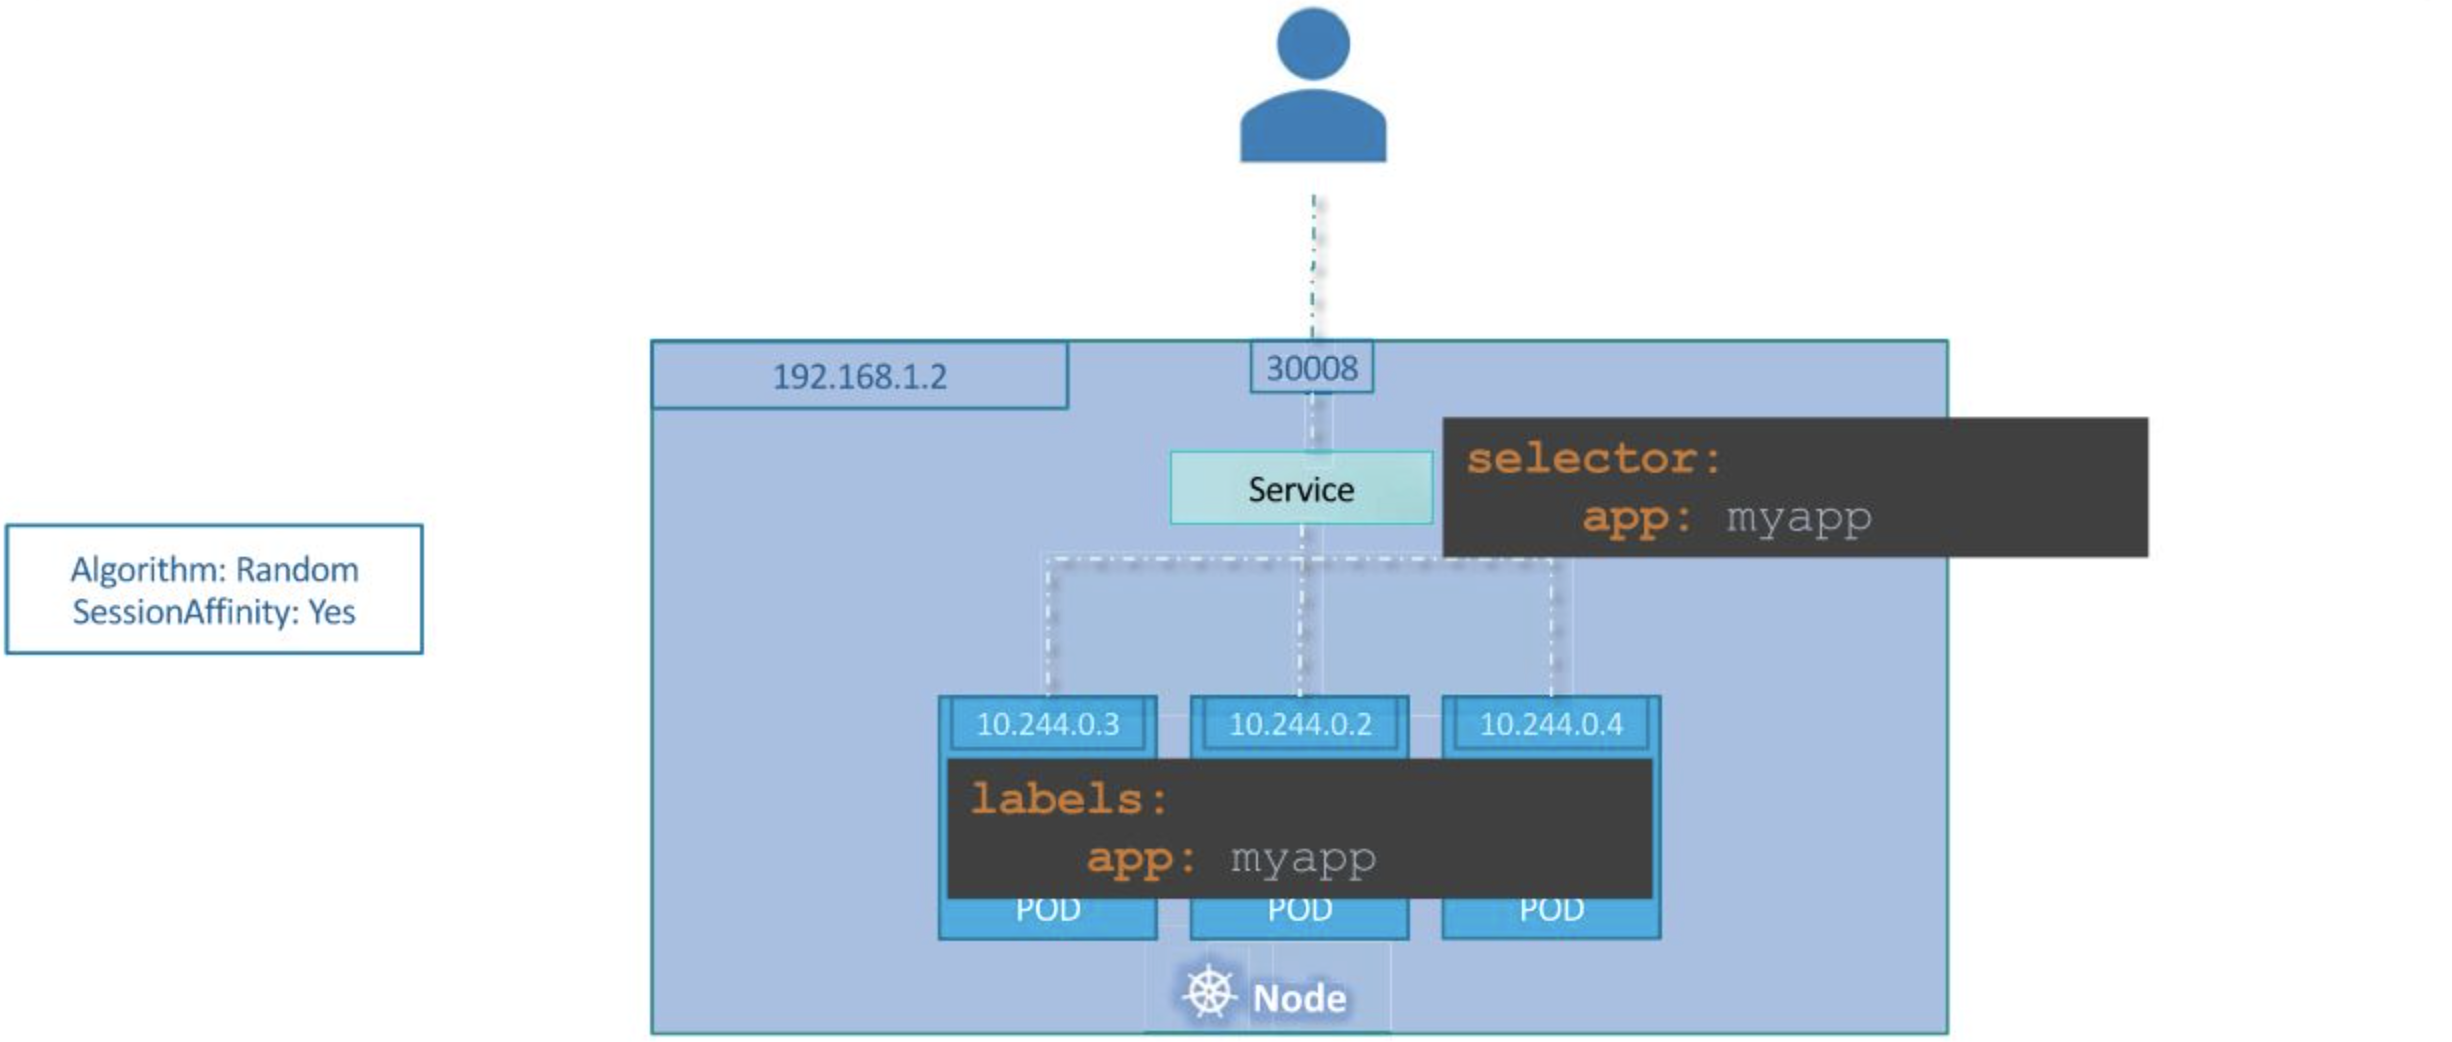 192.168.1.2
30008
selector:
app: myapp
Service
Algorithm: Random
SessionAffinity: Yes
10.244.0.3
10.244.0.2
10.244.0.4
labels:
app: myapp
POD
POD
POD
Node